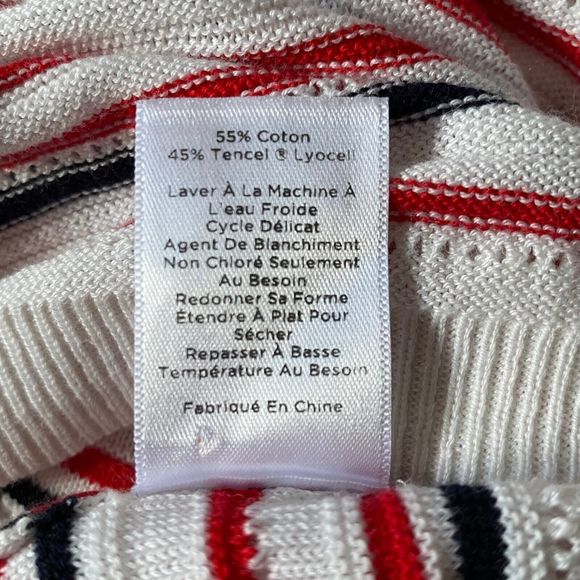 55% Coton
45% Tencel ® Lyocell
Laver À La Machine À
L'eau Froide
Cycle Délicat
Agent De Blanchiment
Non Chloré Seulement
Au Besoin
Redonner Sa Forme
Étendre À Plat Pour
Sécher
Repasser À Basse
Température Au Besoin
Fabriqué En Chine